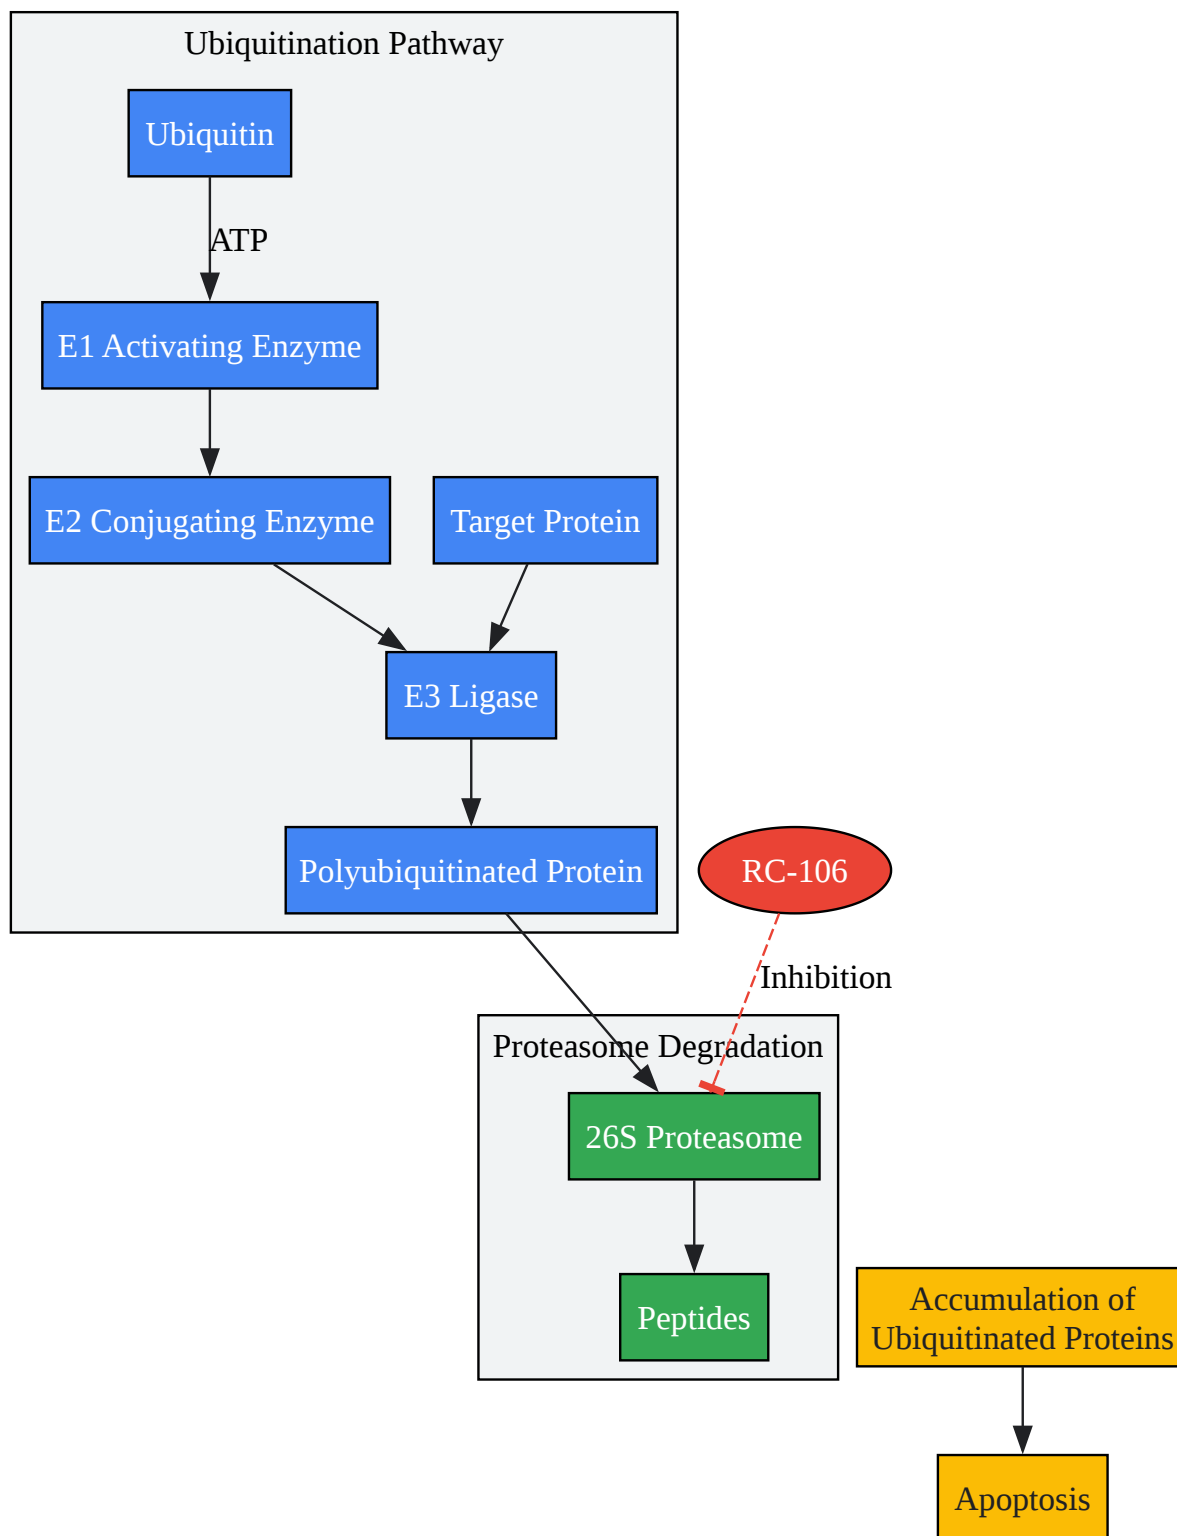 Ubiquitination Pathway
Ubiquitin
ATP
E1 Activating Enzyme
E2 Conjugating Enzyme
Target Protein
E3 Ligase
Polyubiquitinated Protein
RC-106
Inhibition
Proteasome Degradation
26S Proteasome
Peptides
Accumulation of
Ubiquitinated Proteins
Apoptosis